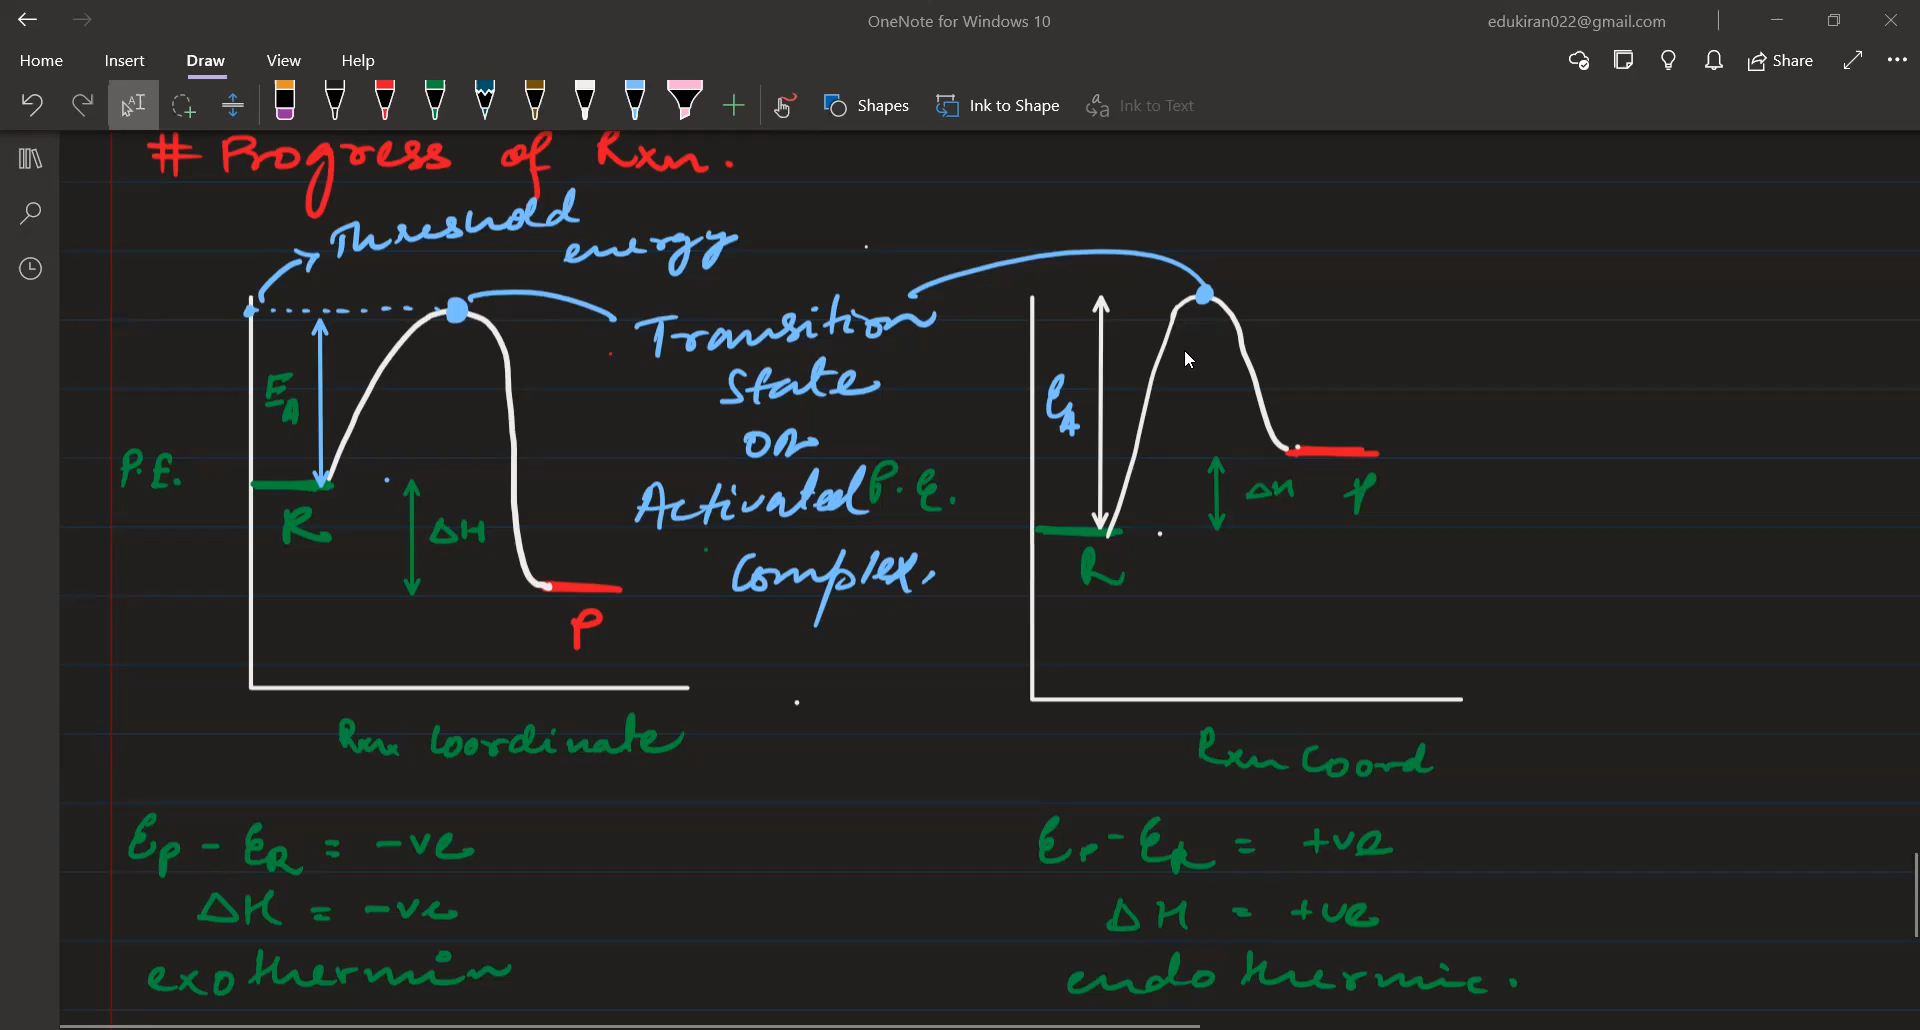 OneNote for Windows 10
edukiran022@gmail.com
Home Insert Draw View Help
Share
Shapes
Ink to Shape
Ink to Text
# Progress of Rxn.
Threshold
energy
Transition
State
or
Activated
Complex,
EA
P.E.
R
ΔH
P
Rxn Coordinate
EP - ER = -ve
ΔH = -ve
exothermin
EA
P.E.
R
ΔH
P
Rxn Coord
EP - ER = +ve
ΔH = +ve
endothermic.